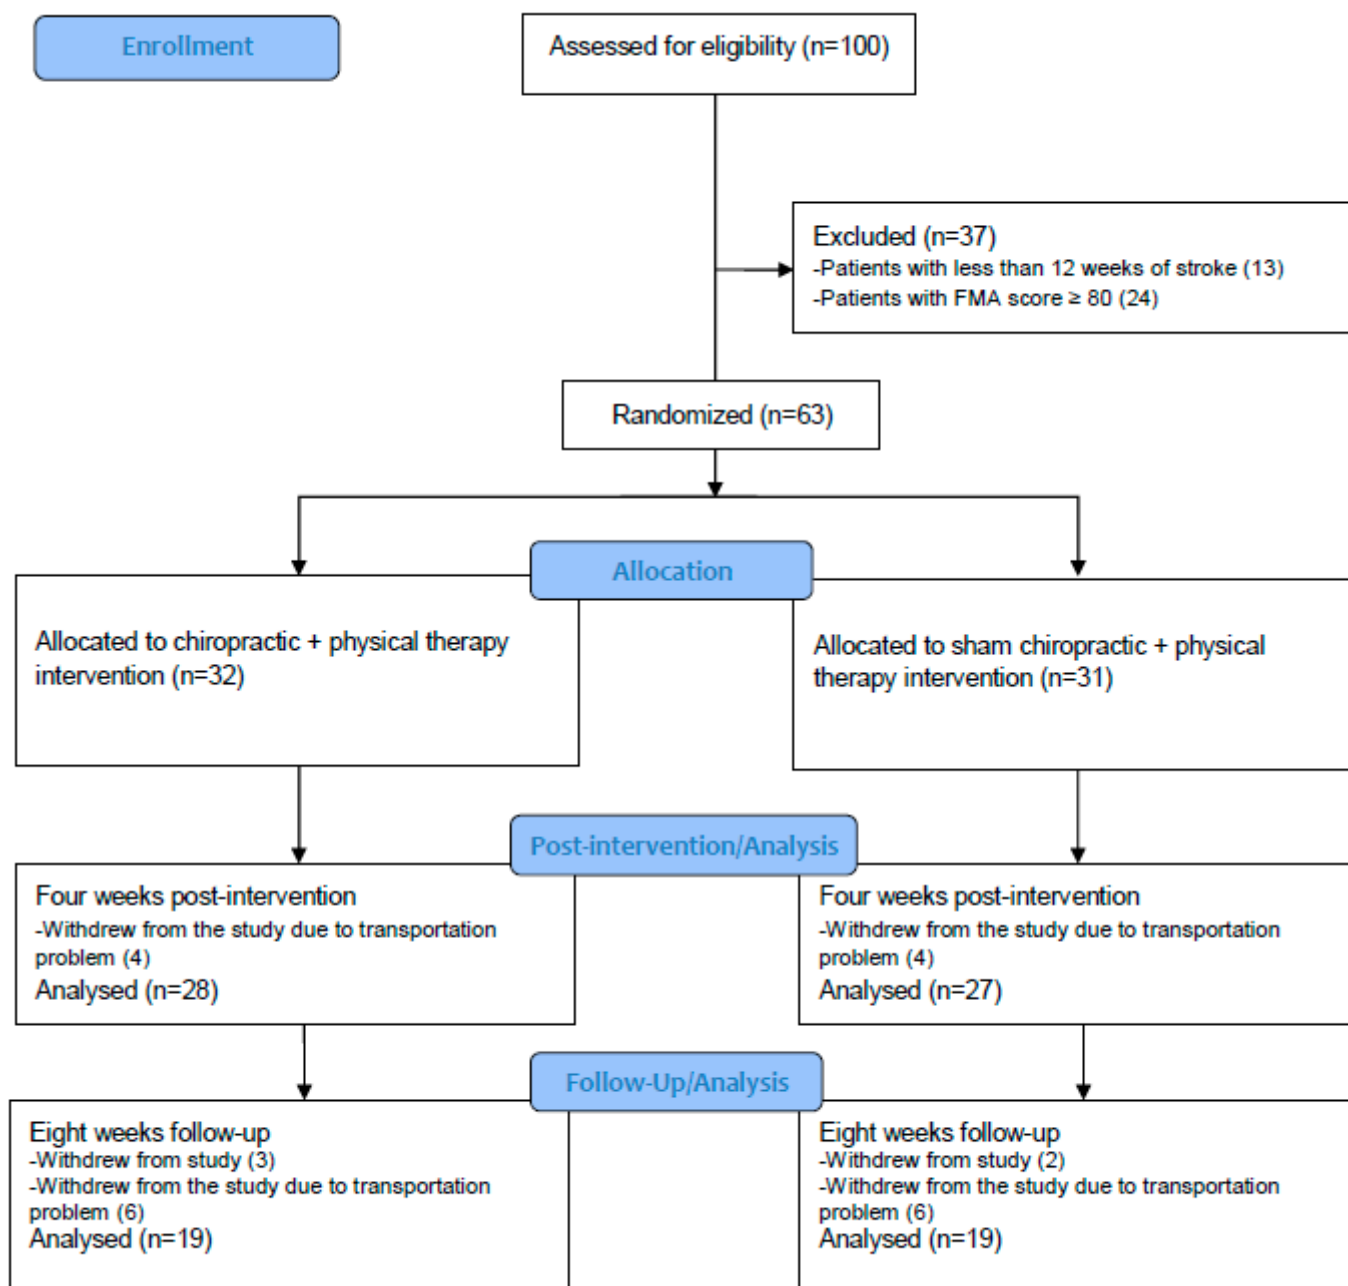 Enrollment
Assessed for eligibility (n=100)
Excluded (n=37)
-Patients with less than 12 weeks of stroke (13)
-Patients with FMA score ≥ 80 (24)
Randomized (n=63)
Allocation
Allocated to chiropractic + physical therapy
intervention (n=32)
Allocated to sham chiropractic + physical
therapy intervention (n=31)
Post-intervention/Analysis
Four weeks post-intervention
-Withdrew from the study due to transportation
problem (4)
Analysed (n=28)
Four weeks post-intervention
-Withdrew from the study due to transportation
problem (4)
Analysed (n=27)
Follow-Up/Analysis
Eight weeks follow-up
-Withdrew from study (3)
-Withdrew from the study due to transportation
problem (6)
Analysed (n=19)
Eight weeks follow-up
-Withdrew from study (2)
-Withdrew from the study due to transportation
problem (6)
Analysed (n=19)